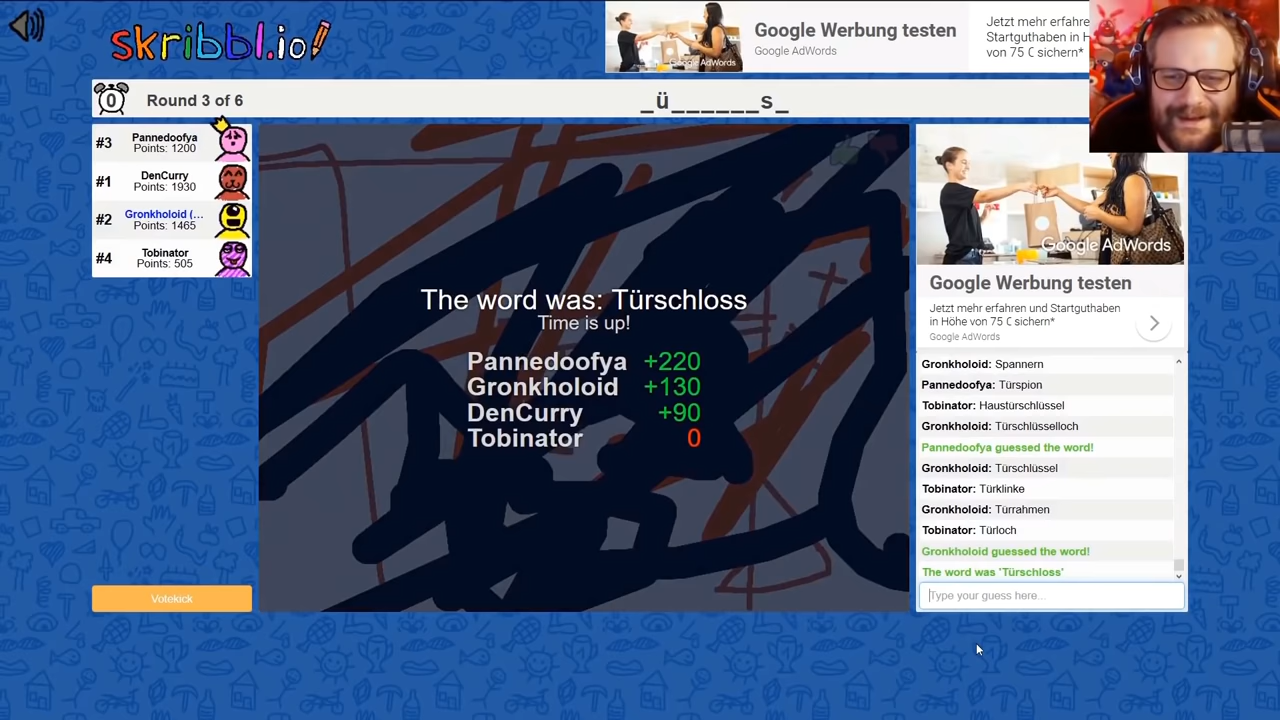 skribbl.io
Google Werbung testen
Google AdWords
Google AdWords
Jetzt mehr erfahre
Startguthaben in H
von 75 € sichern*
0
Round 3 of 6
_ü______s_
#3
Pannedoofya
Points: 1200
#1
DenCurry
Points: 1930
#2
Gronkholoid (...
Points: 1465
#4
Tobinator
Points: 505
The word was: Türschloss
Time is up!
Pannedoofya +220
Gronkholoid +130
DenCurry +90
Tobinator 0
Google AdWords
Google Werbung testen
Jetzt mehr erfahren und Startguthaben
in Höhe von 75 € sichern*
Google AdWords
Gronkholoid: Spannern
Pannedoofya: Türspion
Tobinator: Haustürschlüssel
Gronkholoid: Türschlüsselloch
Pannedoofya guessed the word!
Gronkholoid: Türschlüssel
Tobinator: Türklinke
Gronkholoid: Türrahmen
Tobinator: Türloch
Gronkholoid guessed the word!
The word was 'Türschloss'
Type your guess here...
Votekick